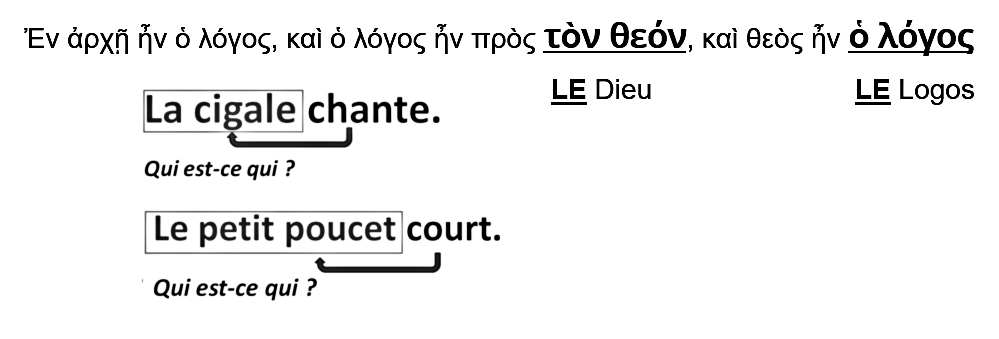 Ἐν ἀρχῇ ἦν ὁ λόγος, καὶ ὁ λόγος ἦν πρὸς τὸν θεόν, καὶ θεὸς ἦν ὁ λόγος
LE Dieu LE Logos
La cigale chante.
Qui est-ce qui ?
Le petit poucet court.
Qui est-ce qui ?